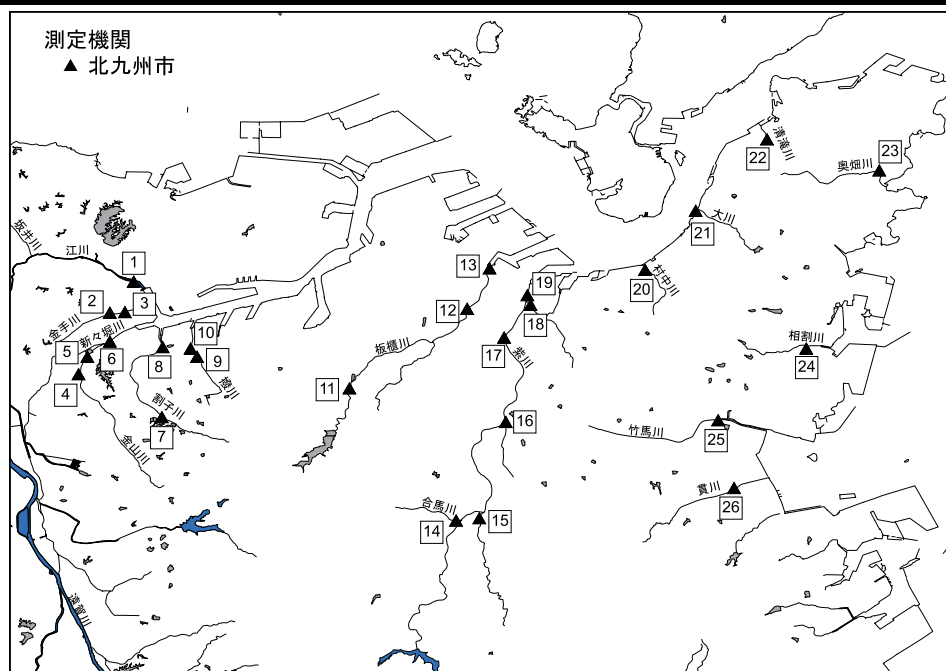 測定機関
▲ 北九州市
坂井川
江川
1
2
3
金手川
新々堀川
5
6
4
8
10
9
撥川
割子川
7
金山川
遠賀川
11
板櫃川
12
13
19
18
17
紫川
16
合馬川
14
15
20
村中川
21
大川
22
清滝川
奥畑川
23
相割川
24
竹馬川
25
貫川
26